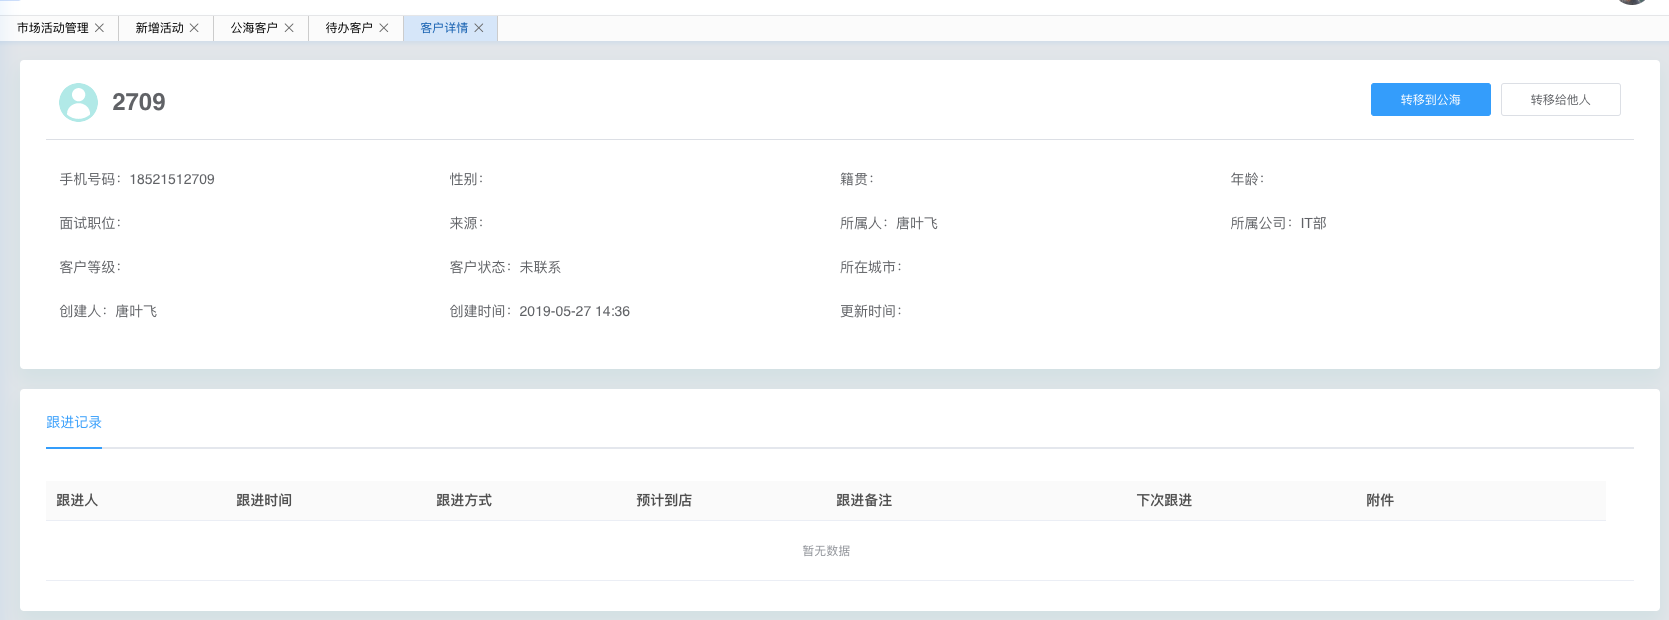 市场活动管理 新增活动 公海客户 待办客户 客户详情
2709 转移到公海 转移给他人
手机号码：18521512709 性别： 籍贯： 年龄：
面试职位： 来源： 所属人：唐叶飞 所属公司：IT部
客户等级： 客户状态：未联系 所在城市：
创建人：唐叶飞 创建时间：2019-05-27 14:36 更新时间：
跟进记录
跟进人 跟进时间 跟进方式 预计到店 跟进备注 下次跟进 附件
暂无数据